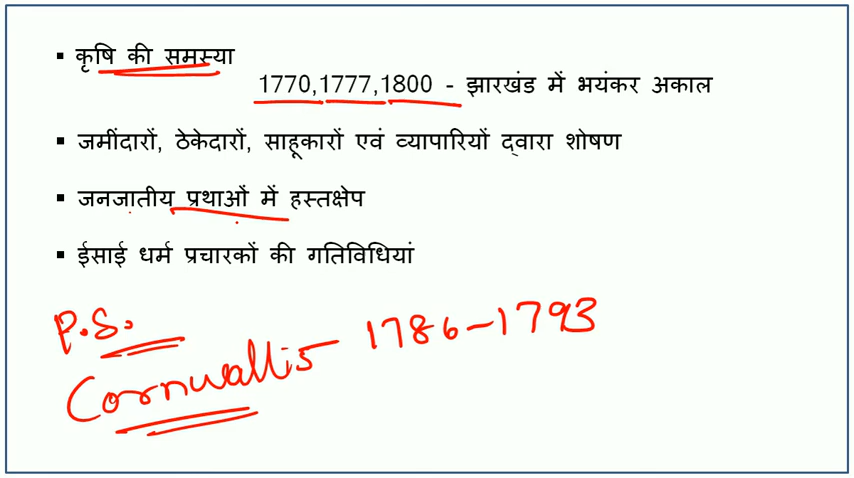 ▪ कृषि की समस्या
1770,1777,1800 - झारखंड में भयंकर अकाल
▪ जमींदारों, ठेकेदारों, साहूकारों एवं व्यापारियों द्वारा शोषण
▪ जनजातीय प्रथाओं में हस्तक्षेप
▪ ईसाई धर्म प्रचारकों की गतिविधियां
P.S.
Cornwallis 1786-1793